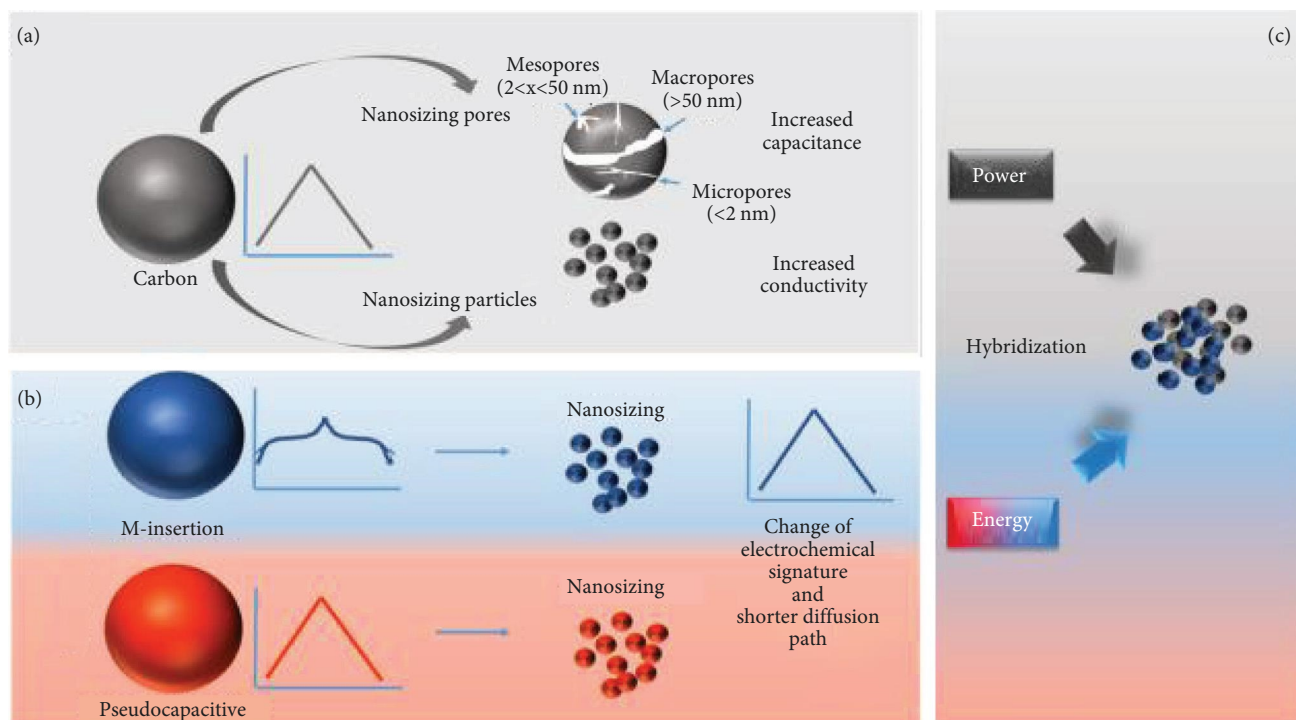 (a)
Mesopores
(2<x<50 nm)
Macropores
(>50 nm)
Nanosizing pores
Increased
capacitance
Micropores
(<2 nm)
Carbon
Nanosizing particles
Increased
conductivity
(b)
M-insertion
Nanosizing
Change of
electrochemical
signature
and
shorter diffusion
path
Pseudocapacitive
Nanosizing
(c)
Power
Hybridization
Energy